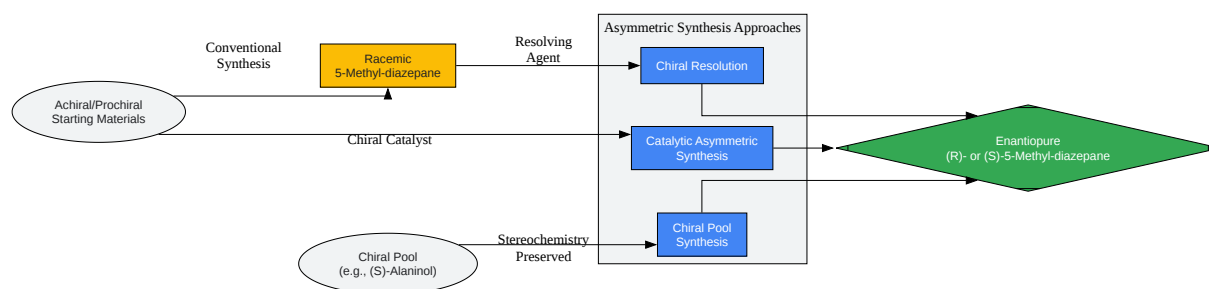 Asymmetric Synthesis Approaches
Conventional
Synthesis
Racemic
5-Methyl-diazepane
Resolving
Agent
Chiral Resolution
Achiral/Prochiral
Starting Materials
Chiral Catalyst
Catalytic Asymmetric
Synthesis
Enantiopure
(R)- or (S)-5-Methyl-diazepane
Chiral Pool
(e.g., (S)-Alaninol)
Stereochemistry
Preserved
Chiral Pool
Synthesis